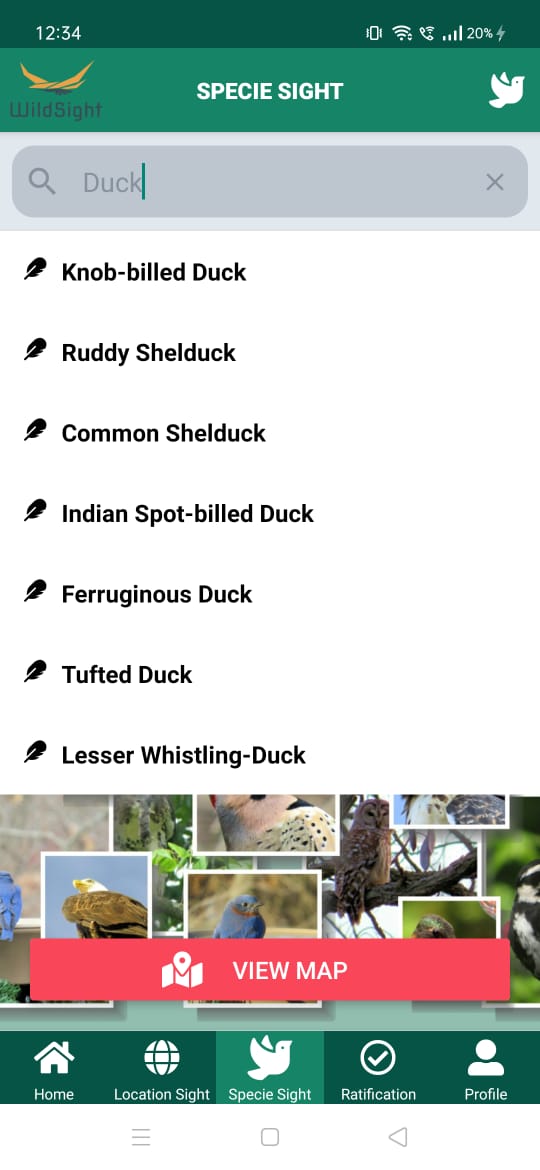 12:34
20%
WildSight
SPECIE SIGHT
Duck
Knob-billed Duck
Ruddy Shelduck
Common Shelduck
Indian Spot-billed Duck
Ferruginous Duck
Tufted Duck
Lesser Whistling-Duck
VIEW MAP
Home Location Sight Specie Sight Ratification Profile